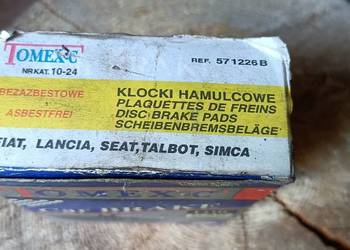 TOMEX-C
NR KAT. 10-24
REF. 571226B
BEZAZBESTOWE
ASBESTFREI
KLOCKI HAMULCOWE
PLAQUETTES DE FREINS
DISC BRAKE PADS
SCHEIBENBREMSBELÄGE
FIAT, LANCIA, SEAT, TALBOT, SIMCA